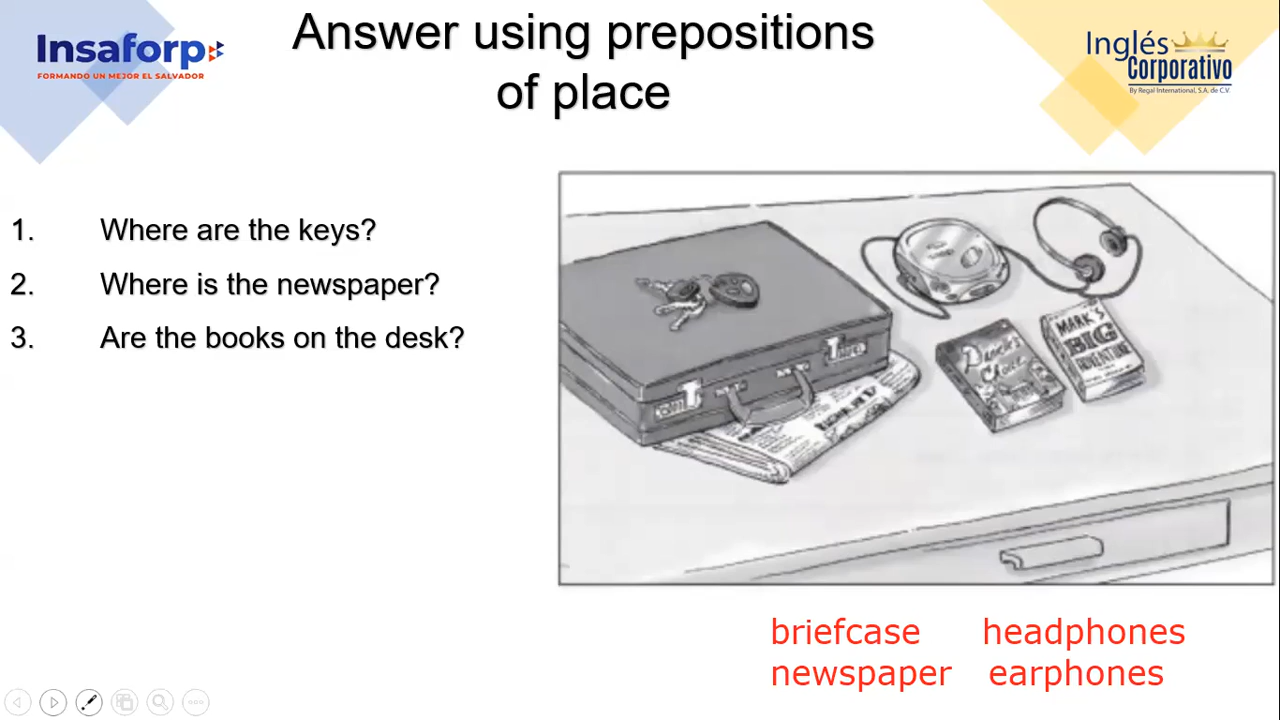 Insaforp
FORMANDO UN MEJOR EL SALVADOR
Answer using prepositions
of place
Inglés
Corporativo
By Regal International, S.A. de C.V.
1. Where are the keys?
2. Where is the newspaper?
3. Are the books on the desk?
MARK'S
BIG
ADVENTURE
briefcase headphones
newspaper earphones